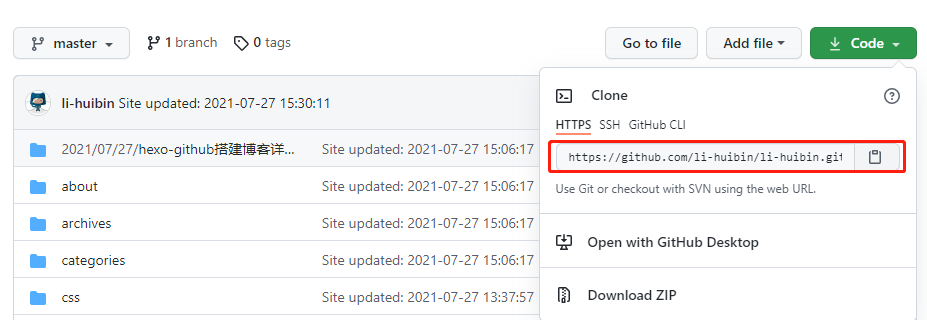 master 1 branch 0 tags Go to file Add file Code
li-huibin Site updated: 2021-07-27 15:30:11
2021/07/27/hexo-github搭建博客详... Site updated: 2021-07-27 15:06:17
about Site updated: 2021-07-27 15:06:17
archives Site updated: 2021-07-27 15:06:17
categories Site updated: 2021-07-27 15:06:17
css Site updated: 2021-07-27 13:37:57
Clone
HTTPS SSH GitHub CLI
https://github.com/li-huibin/li-huibin.git
Use Git or checkout with SVN using the web URL.
Open with GitHub Desktop
Download ZIP